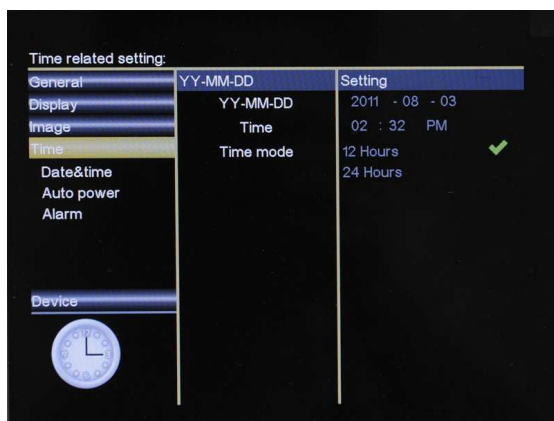 Time related setting:
General
Display
Image
Time
Date&time
Auto power
Alarm
Device
YY-MM-DD
YY-MM-DD
Time
Time mode
Setting
2011 - 08 - 03
02 : 32 PM
12 Hours
24 Hours